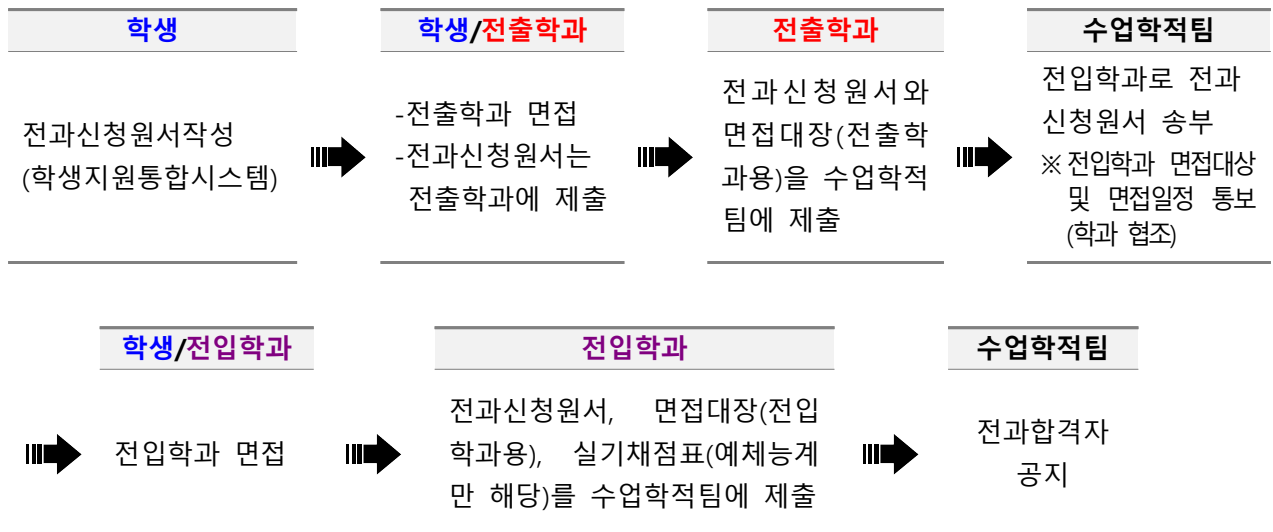 학생
전과신청원서작성
(학생지원통합시스템)
학생/전출학과
-전출학과 면접
-전과신청원서는
전출학과에 제출
전출학과
전과신청원서와
면접대장(전출학
과용)을 수업학적
팀에 제출
수업학적팀
전입학과로 전과
신청원서 송부
※ 전입학과 면접대상
및 면접일정 통보
(학과 협조)
학생/전입학과
전입학과 면접
전입학과
전과신청원서, 면접대장(전입
학과용), 실기채점표(예체능계
만 해당)를 수업학적팀에 제출
수업학적팀
전과합격자
공지